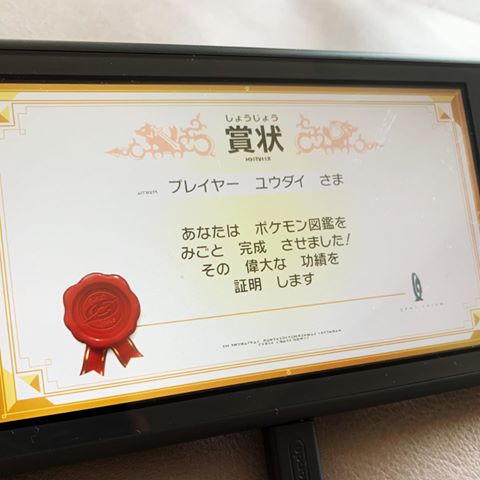 しょうじょう
賞状
プレイヤー ユウダイ さま
あなたは ポケモン図鑑を
みごと 完成 させました!
その 偉大な 功績を
証明 します